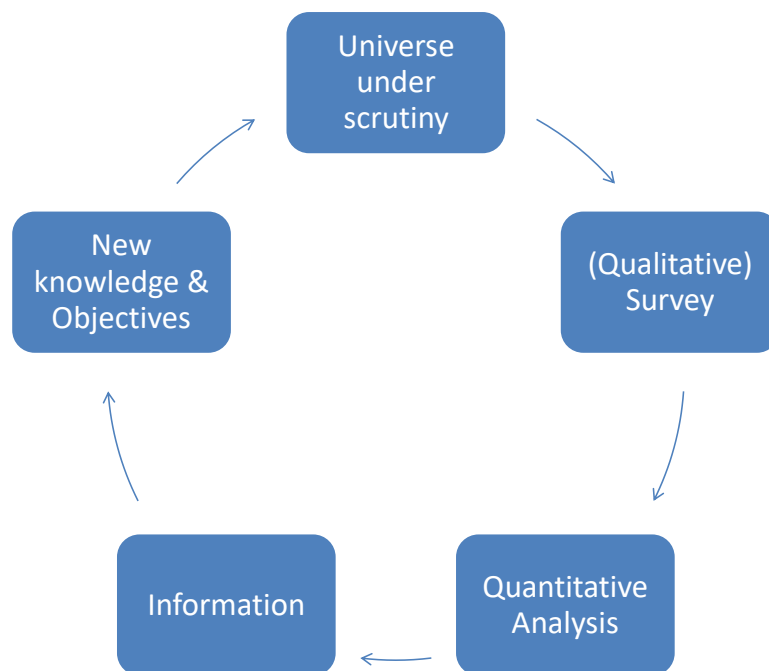 Universe
under
scrutiny
(Qualitative)
Survey
Quantitative
Analysis
Information
New
knowledge &
Objectives